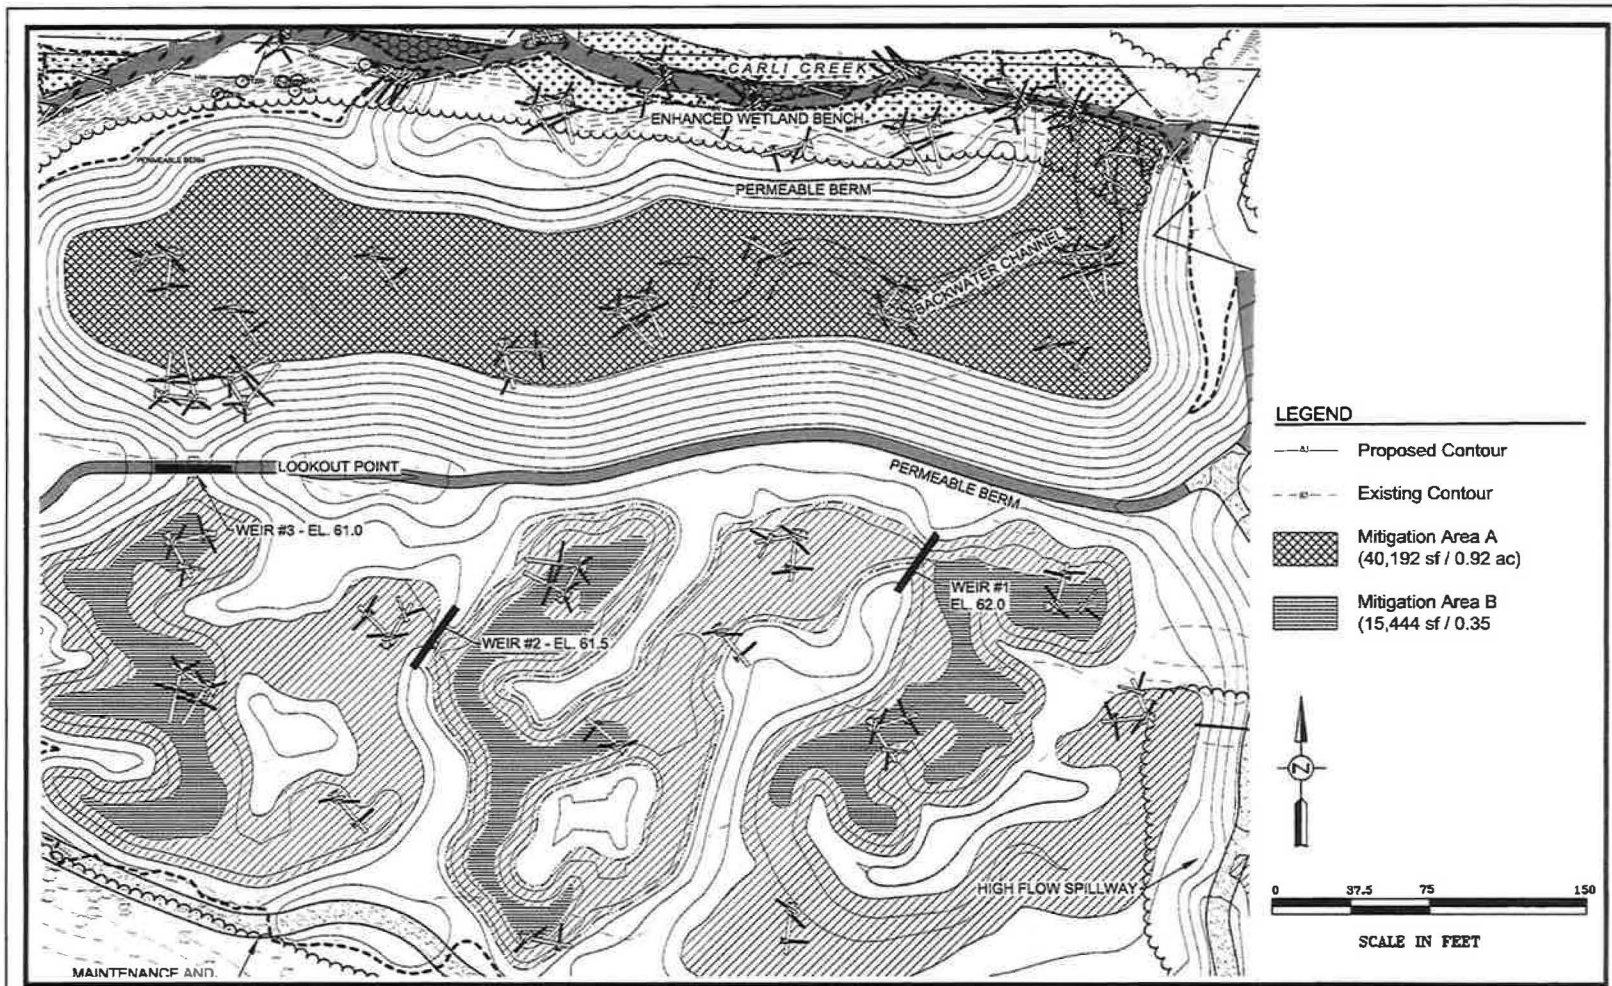 CARLI CREEK
ENHANCED WETLAND BENCH
PERMEABLE BERM
PERMEABLE BERM
BACKWATER CHANNEL
LOOKOUT POINT
PERMEABLE BERM
WEIR #3 - EL. 61.0
WEIR #1
EL. 62.0
WEIR #2 - EL. 61.5
HIGH FLOW SPILLWAY
MAINTENANCE AND
LEGEND
Proposed Contour
Existing Contour
Mitigation Area A
(40,192 sf / 0.92 ac)
Mitigation Area B
(15,444 sf / 0.35
Z
0 37.5 75 150
SCALE IN FEET